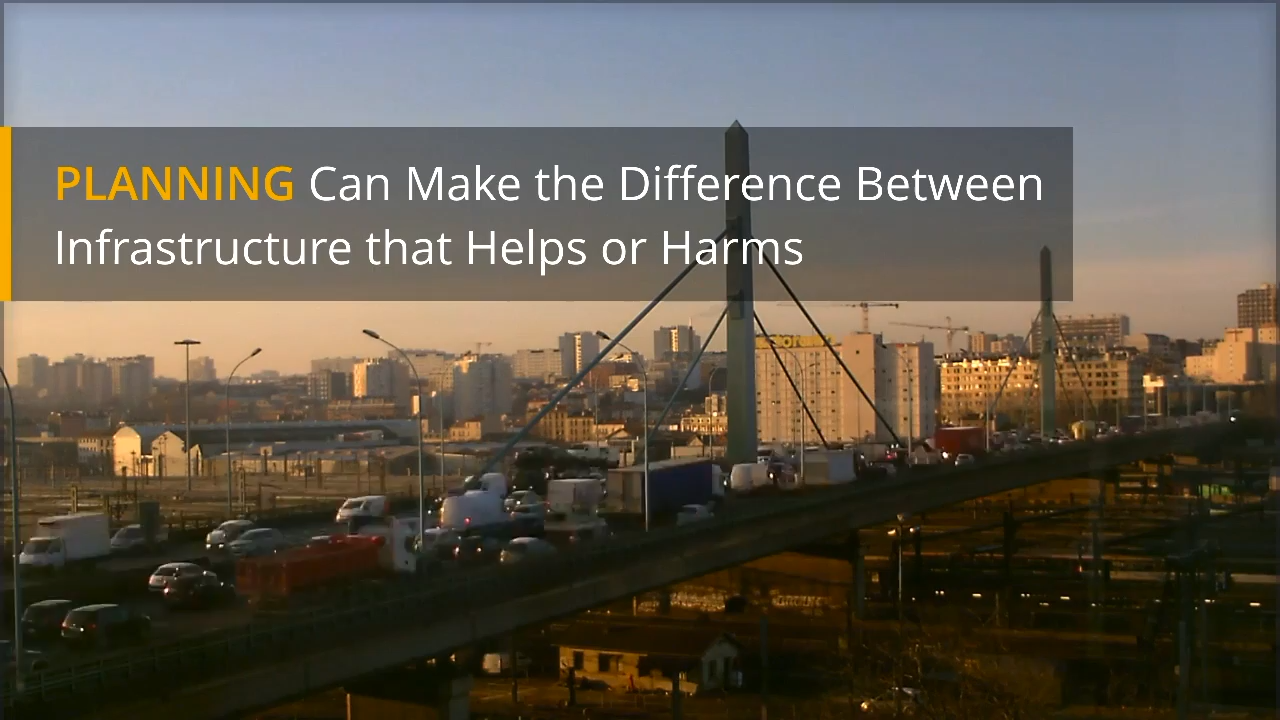 PLANNING Can Make the Difference Between
Infrastructure that Helps or Harms